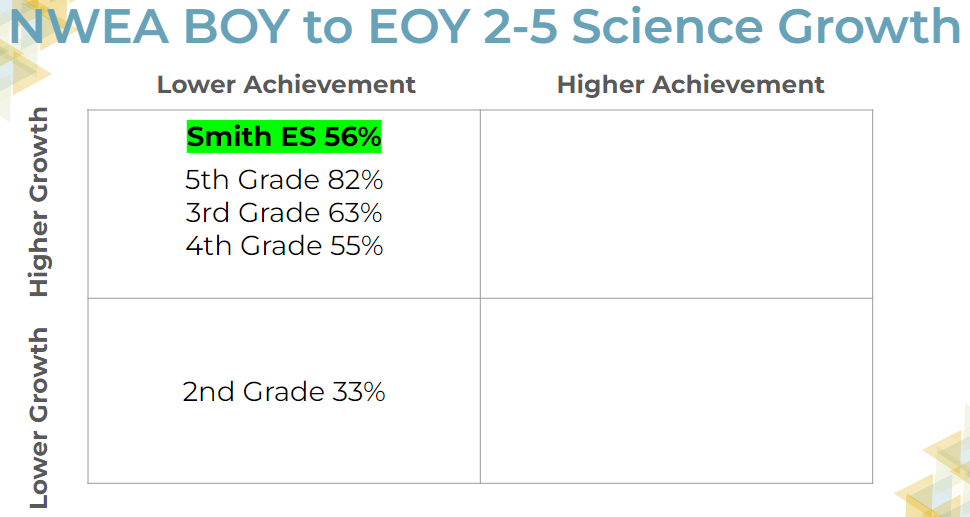 NWEA BOY to EOY 2-5 Science Growth
Lower Achievement
Higher Achievement
Higher Growth
Smith ES 56%
5th Grade 82%
3rd Grade 63%
4th Grade 55%
Lower Growth
2nd Grade 33%